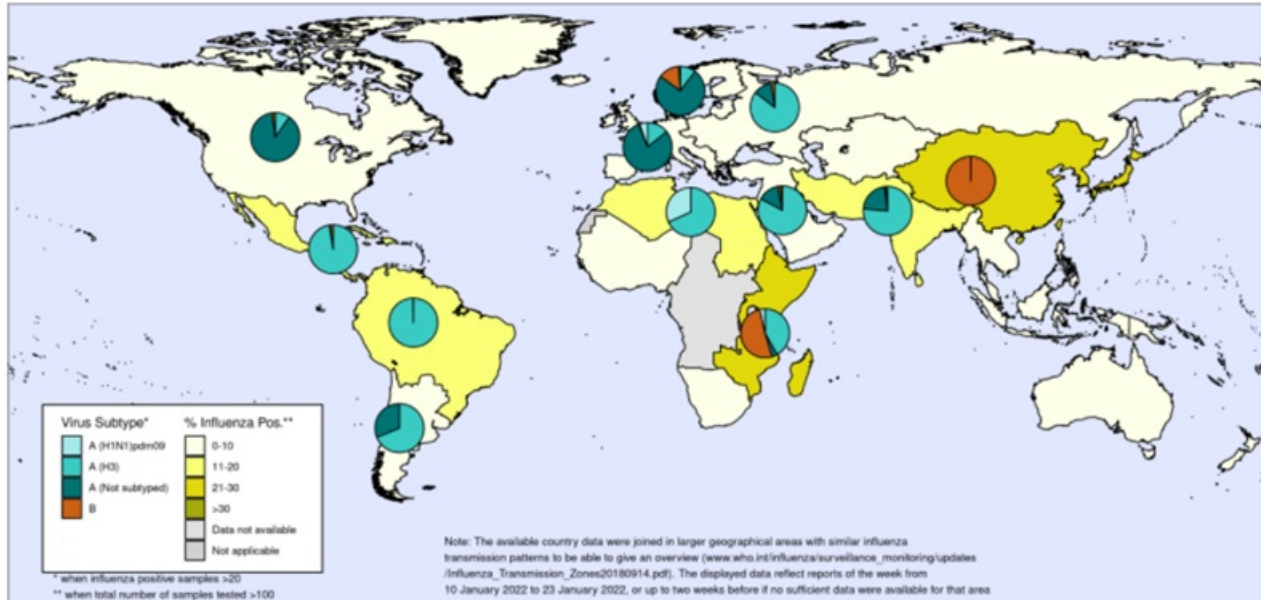 Virus Subtype*
A (H1N1)pdm09
A (H3)
A (Not subtyped)
B
% Influenza Pos.**
0-10
11-20
21-30
>30
Data not available
Not applicable
* when influenza positive samples >20
** when total number of samples tested >100
Note: The available country data were joined in larger geographical areas with similar influenza
transmission patterns to be able to give an overview (www.who.int/influenza/surveillance_monitoring/updates
/Influenza_Transmission_Zones20180914.pdf). The displayed data reflect reports of the week from
10 January 2022 to 23 January 2022, or up to two weeks before if no sufficient data were available for that area